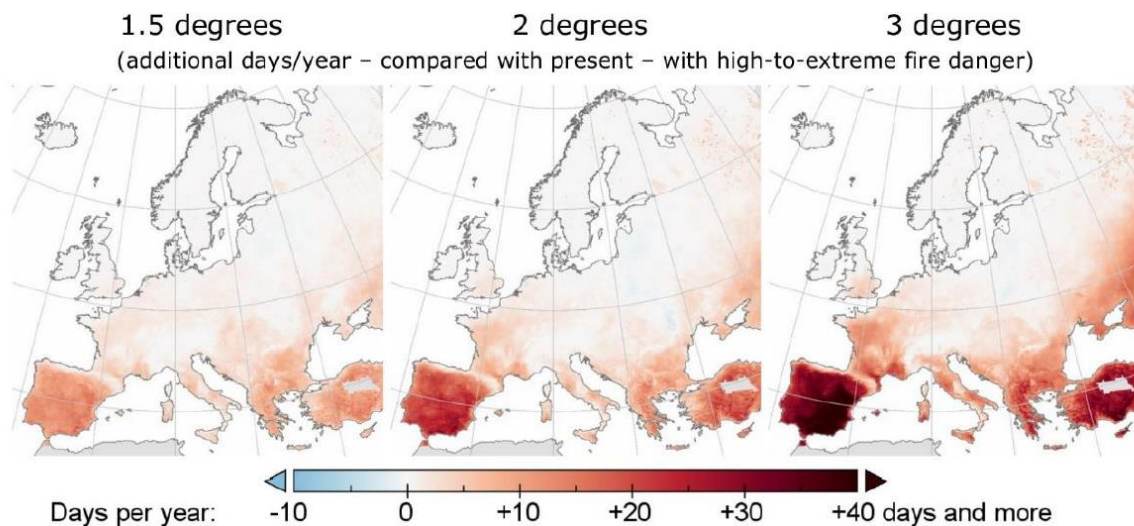 1.5 degrees 2 degrees 3 degrees
(additional days/year – compared with present – with high-to-extreme fire danger)
Days per year: -10 0 +10 +20 +30 +40 days and more